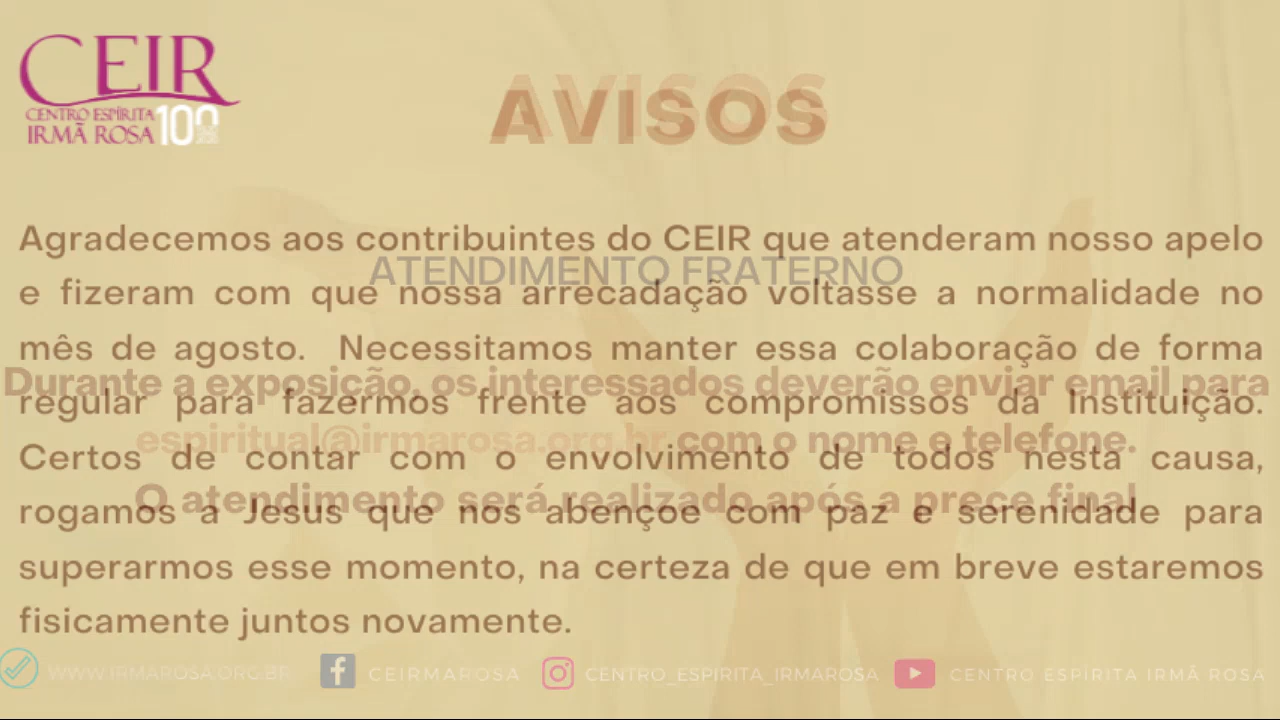 CEIR
CENTRO ESPÍRITA
IRMÃ ROSA 100
AVISOS
Agradecemos aos contribuintes do CEIR que atenderam nosso apelo
ATENDIMENTO FRATERNO
e fizeram com que nossa arrecadação voltasse a normalidade no
mês de agosto. Necessitamos manter essa colaboração de forma
Durante a exposição, os interessados deverão enviar email para
regular para fazermos frente aos compromissos da Instituição.
espiritual@irmarosa.org.br com o nome e telefone.
Certos de contar com o envolvimento de todos nesta causa,
O atendimento será realizado após a prece final
rogamos a Jesus que nos abençoe com paz e serenidade para
superarmos esse momento, na certeza de que em breve estaremos
fisicamente juntos novamente.
WWW.IRMAROSA.ORG.BR CEIRMAROSA CENTRO_ESPIRITA_IRMAROSA CENTRO ESPÍRITA IRMÃ ROSA